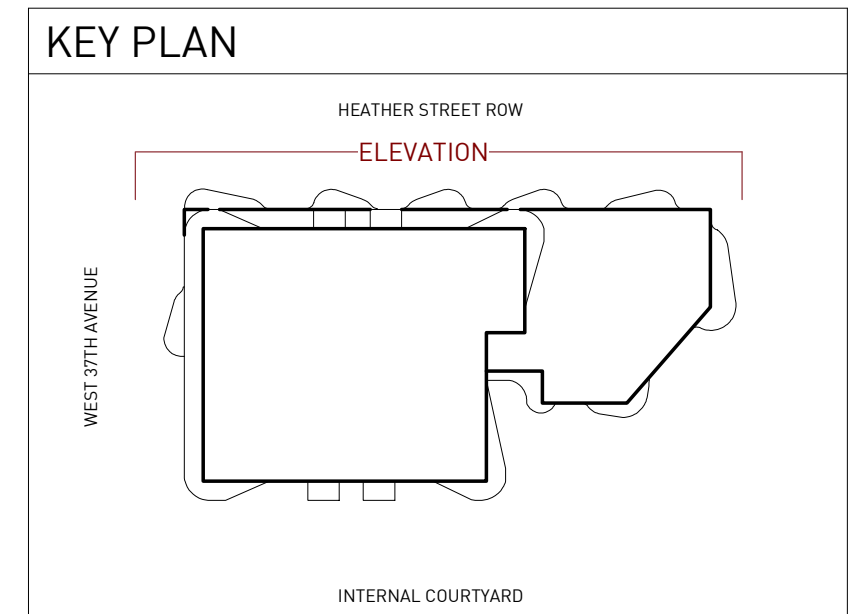 KEY PLAN
HEATHER STREET ROW
ELEVATION
WEST 37TH AVENUE
INTERNAL COURTYARD